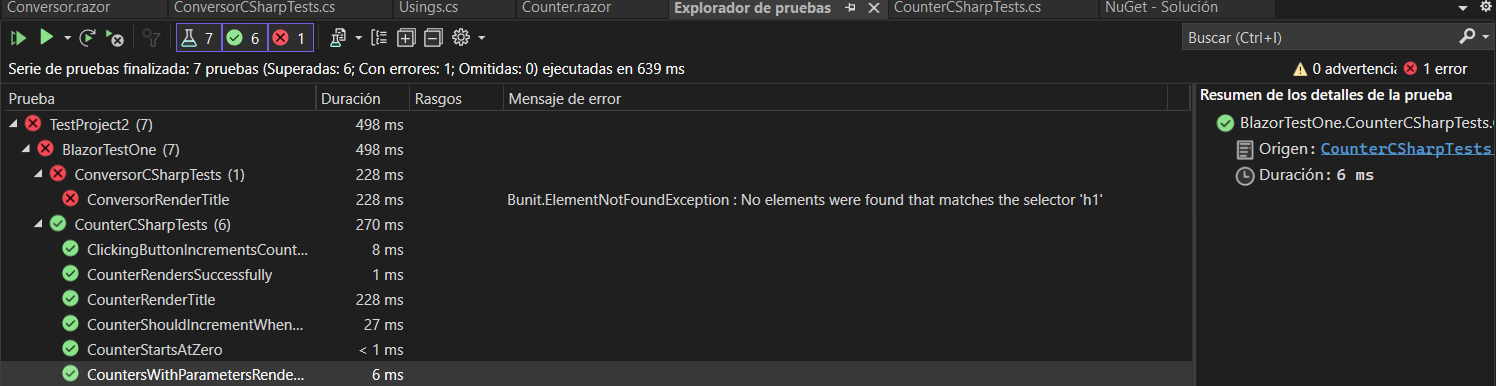 Conversor.razor ConversorCSharpTests.cs Usings.cs Counter.razor Explorador de pruebas CounterCSharpTests.cs NuGet - Solución
7 6 1 Buscar (Ctrl+I)
Serie de pruebas finalizada: 7 pruebas (Superadas: 6; Con errores: 1; Omitidas: 0) ejecutadas en 639 ms 0 advertencia 1 error
Prueba Duración Rasgos Mensaje de error
TestProject2 (7) 498 ms
BlazorTestOne (7) 498 ms
ConversorCSharpTests (1) 228 ms
ConversorRenderTitle 228 ms Bunit.ElementNotFoundException : No elements were found that matches the selector 'h1'
CounterCSharpTests (6) 270 ms
ClickingButtonIncrementsCount... 8 ms
CounterRendersSuccessfully 1 ms
CounterRenderTitle 228 ms
CounterShouldIncrementWhen... 27 ms
CounterStartsAtZero < 1 ms
CountersWithParametersRende... 6 ms
Resumen de los detalles de la prueba
BlazorTestOne.CounterCSharpTests.
Origen: CounterCSharpTests
Duración: 6 ms